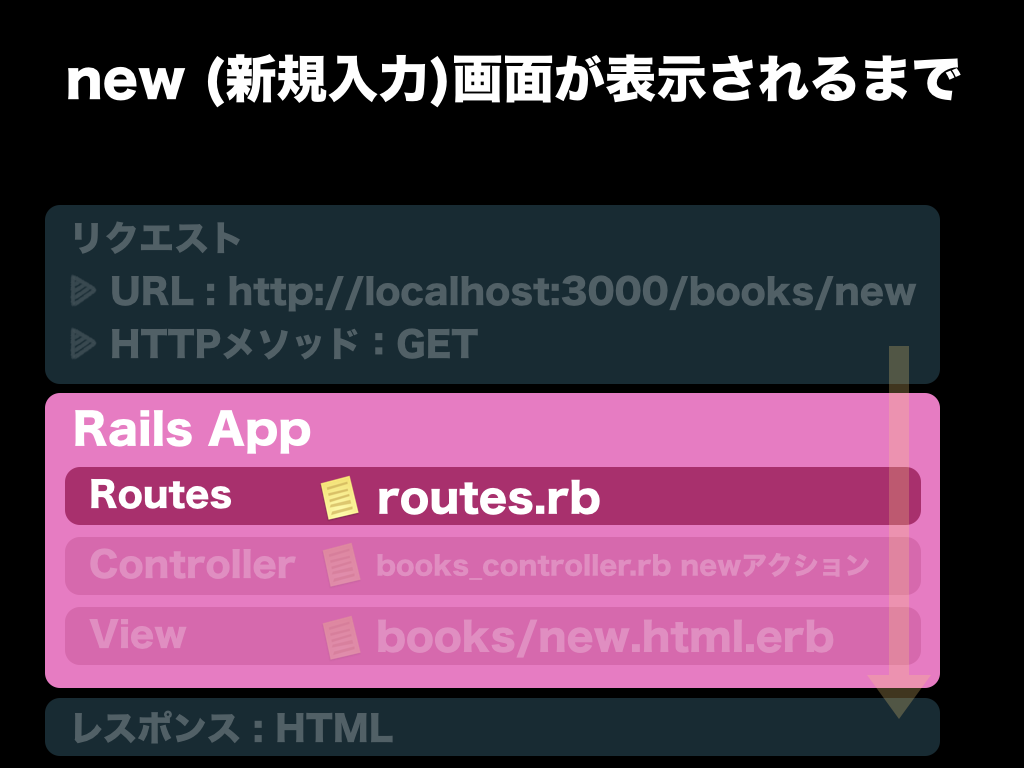 new (新規入力)画面が表示されるまで
リクエスト
URL : http://localhost:3000/books/new
HTTPメソッド：GET
Rails App
Routes routes.rb
Controller books_controller.rb newアクション
View books/new.html.erb
レスポンス : HTML